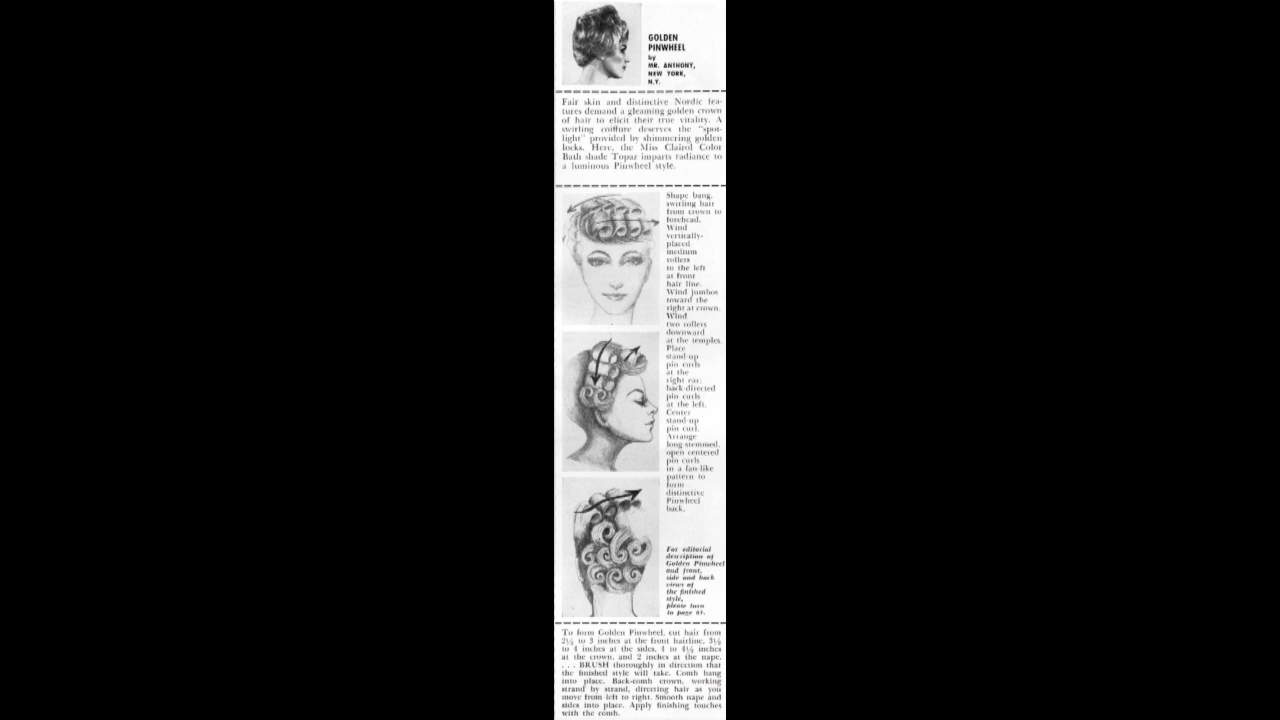 GOLDEN
PINWHEEL
by
MR. ANTHONY,
NEW YORK,
N.Y.
Fair skin and distinctive Nordic fea-
tures demand a gleaming golden crown
of hair to elicit their true vitality. A
swirling coiffure deserves the "spot-
light" provided by shimmering golden
locks. Here, the Miss Clairol Color
Bath shade Topaz imparts radiance to
a luminous Pinwheel style.
Shape bang,
swirling hair
from crown to
forehead.
Wind
vertically-
placed
medium
rollers
to the left
at front
hair line.
Wind jumbos
toward the
right at crown.
Wind
two rollers
downward
at the temples.
Place
stand-up
pin curls
at the
right ear;
back-directed
pin curls
at the left.
Center
stand-up
pin curl.
Arrange
long-stemmed,
open centered
pin curls
in a fan-like
pattern to
form
distinctive
Pinwheel
back.
For editorial
description of
Golden Pinwheel
and front,
side and back
views of
the finished
style,
please turn
to page
To form Golden Pinwheel, cut hair from
2½ to 3 inches at the front hairline, 3½
to 4 inches at the sides, 4 to 4½ inches
at the crown, and 2 inches at the nape.
. . . BRUSH thoroughly in direction that
the finished style will take. Comb bang
into place. Back-comb crown, working
strand by strand, directing hair as you
move from left to right. Smooth nape and
sides into place. Apply finishing touches
with the comb.